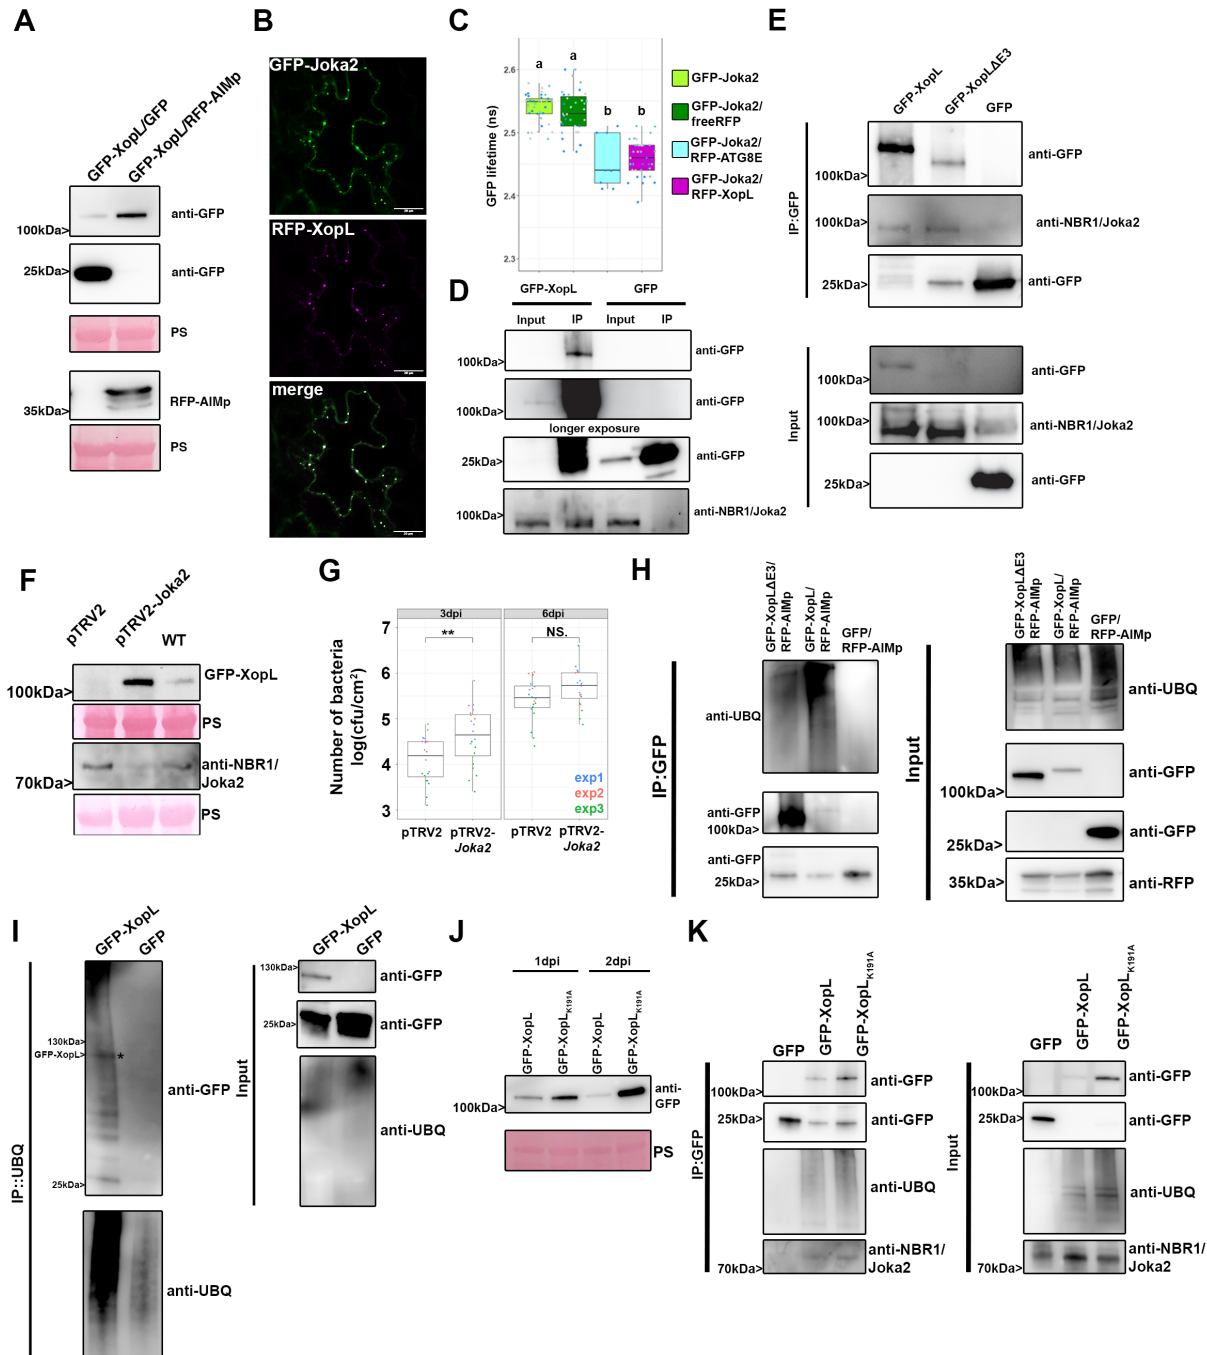 A
GFP-XopL/GFP
GFP-XopL/RFP-AIMp
100kDa>
anti-GFP
25kDa>
anti-GFP
PS
35kDa>
RFP-AIMp
PS
B
GFP-Joka2
RFP-XopL
merge
C
GFP lifetime (ns)
2.6
2.5
2.4
2.3
a
a
b
b
GFP-Joka2
GFP-Joka2/
freeRFP
GFP-Joka2/
RFP-ATG8E
GFP-Joka2/
RFP-XopL
D
GFP-XopL
GFP
Input
IP
Input
IP
100kDa>
anti-GFP
100kDa>
anti-GFP
longer exposure
25kDa>
anti-GFP
100kDa>
anti-NBR1/Joka2
E
GFP-XopL
GFP-XopLΔE3
GFP
IP:GFP
100kDa>
anti-GFP
100kDa>
anti-NBR1/Joka2
25kDa>
anti-GFP
Input
100kDa>
anti-GFP
100kDa>
anti-NBR1/Joka2
25kDa>
anti-GFP
F
pTRV2
pTRV2-Joka2
WT
100kDa>
GFP-XopL
PS
70kDa>
anti-NBR1/
Joka2
PS
G
Number of bacteria
log(cfu/cm²)
3dpi
6dpi
7
6
5
4
3
**
NS.
exp1
exp2
exp3
pTRV2
pTRV2-
Joka2
pTRV2
pTRV2-
Joka2
H
GFP-XopLΔE3/
RFP-AIMp
GFP-XopL/
RFP-AIMp
GFP/
RFP-AIMp
IP:GFP
anti-UBQ
anti-GFP
100kDa>
anti-GFP
25kDa>
GFP-XopLΔE3
RFP-AIMp
GFP-XopL/
RFP-AIMp
GFP/
RFP-AIMp
Input
anti-UBQ
100kDa>
anti-GFP
25kDa>
anti-GFP
35kDa>
anti-RFP
I
GFP-XopL
GFP
IP::UBQ
130kDa>
GFP-XopL>
*
25kDa>
anti-GFP
anti-UBQ
GFP-XopL
GFP
Input
130kDa>
anti-GFP
25kDa>
anti-GFP
anti-UBQ
J
1dpi
2dpi
GFP-XopL
GFP-XopLK191A
GFP-XopL
GFP-XopLK191A
100kDa>
anti-
GFP
PS
K
GFP
GFP-XopL
GFP-XopLK191A
IP:GFP
100kDa>
anti-GFP
25kDa>
anti-GFP
anti-UBQ
70kDa>
anti-NBR1/
Joka2
GFP
GFP-XopL
GFP-XopLK191A
Input
100kDa>
anti-GFP
25kDa>
anti-GFP
anti-UBQ
70kDa>
anti-NBR1/
Joka2